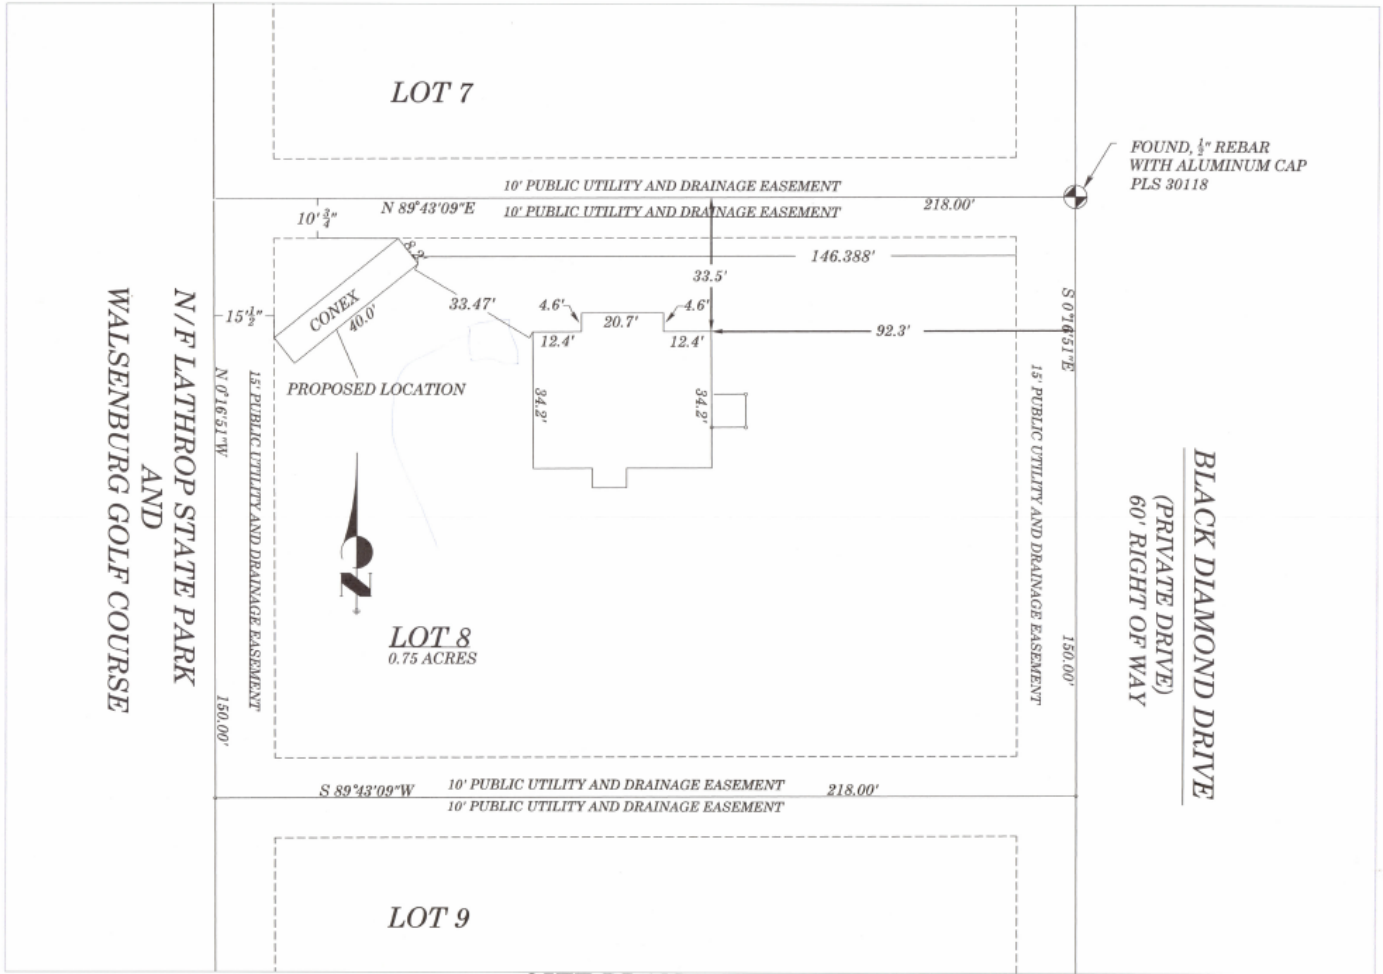 LOT 7
FOUND, ½" REBAR
WITH ALUMINUM CAP
PLS 30118
10' PUBLIC UTILITY AND DRAINAGE EASEMENT
N 89°43'09"E
10' PUBLIC UTILITY AND DRAINAGE EASEMENT
218.00'
10' ¾"
8.2'
146.388'
33.5'
CONEX
40.0'
33.47'
4.6'
4.6'
20.7'
15'½"
12.4'
12.4'
92.3'
S 0°16'51"E
PROPOSED LOCATION
34.2'
34.2'
N 0°16'51"W
15' PUBLIC UTILITY AND DRAINAGE EASEMENT
15' PUBLIC UTILITY AND DRAINAGE EASEMENT
N/F LATHROP STATE PARK
AND
WALSENBURG GOLF COURSE
BLACK DIAMOND DRIVE
(PRIVATE DRIVE)
60' RIGHT OF WAY
N
LOT 8
0.75 ACRES
150.00'
150.00'
S 89°43'09"W
10' PUBLIC UTILITY AND DRAINAGE EASEMENT
218.00'
10' PUBLIC UTILITY AND DRAINAGE EASEMENT
LOT 9